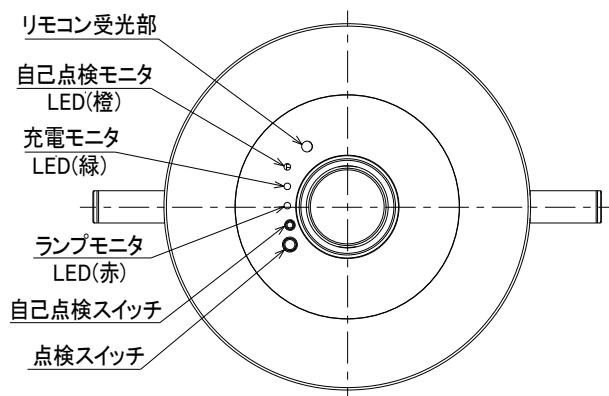 リモコン受光部
自己点検モニタ
LED(橙)
充電モニタ
LED(緑)
ランプモニタ
LED(赤)
自己点検スイッチ
点検スイッチ